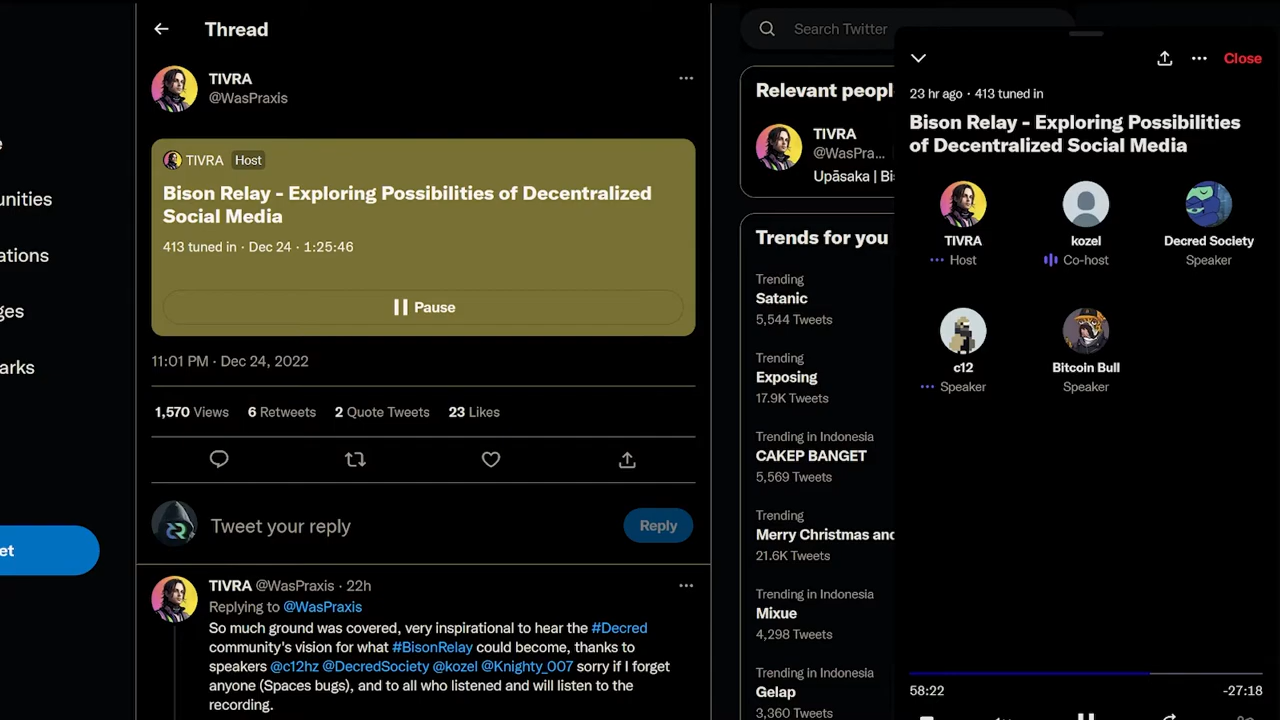 e
unities
ations
ges
arks
et
Thread
TIVRA
@WasPraxis
TIVRA Host
Bison Relay - Exploring Possibilities of Decentralized
Social Media
413 tuned in · Dec 24 · 1:25:46
Pause
11:01 PM · Dec 24, 2022
1,570 Views 6 Retweets 2 Quote Tweets 23 Likes
Tweet your reply
Reply
TIVRA @WasPraxis · 22h
Replying to @WasPraxis
So much ground was covered, very inspirational to hear the #Decred
community's vision for what #BisonRelay could become, thanks to
speakers @c12hz @DecredSociety @kozel @Knighty_007 sorry if I forget
anyone (Spaces bugs), and to all who listened and will listen to the
recording.
Search Twitter
Relevant peopl
TIVRA
@WasPra...
Upāsaka | Bi
Trends for you
Trending
Satanic
5,544 Tweets
Trending
Exposing
17.9K Tweets
Trending in Indonesia
CAKEP BANGET
5,569 Tweets
Trending
Merry Christmas and
21.6K Tweets
Trending in Indonesia
Mixue
4,298 Tweets
Trending in Indonesia
Gelap
3,360 Tweets
Close
23 hr ago · 413 tuned in
Bison Relay - Exploring Possibilities
of Decentralized Social Media
TIVRA
Host
kozel
Co-host
Decred Society
Speaker
c12
Speaker
Bitcoin Bull
Speaker
58:22
-27:18